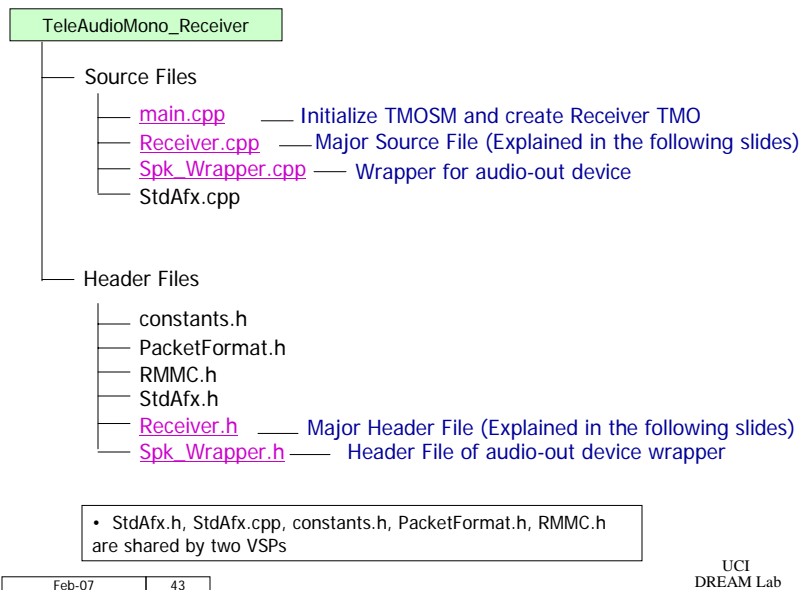 TeleAudioMono_Receiver
Source Files
main.cpp Initialize TMOSM and create Receiver TMO
Receiver.cpp Major Source File (Explained in the following slides)
Spk_Wrapper.cpp Wrapper for audio-out device
StdAfx.cpp
Header Files
constants.h
PacketFormat.h
RMMC.h
StdAfx.h
Receiver.h Major Header File (Explained in the following slides)
Spk_Wrapper.h Header File of audio-out device wrapper
• StdAfx.h, StdAfx.cpp, constants.h, PacketFormat.h, RMMC.h
are shared by two VSPs
Feb-07 43
UCI
DREAM Lab